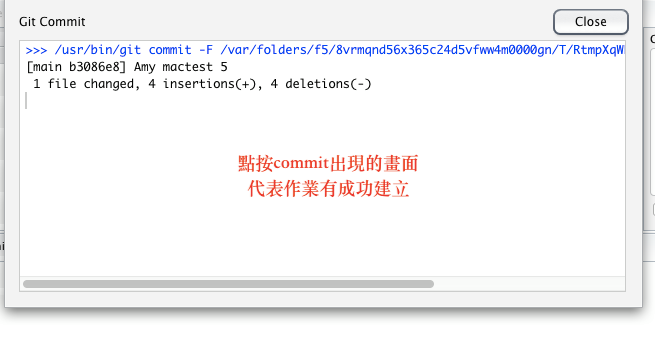 Git Commit
Close
>>> /usr/bin/git commit -F /var/folders/f5/8vrmqnd56x365c24d5vfww4m0000gn/T/RtmpXqW
[main b3086e8] Amy mactest 5
1 file changed, 4 insertions(+), 4 deletions(-)
點按commit出現的畫面
代表作業有成功建立